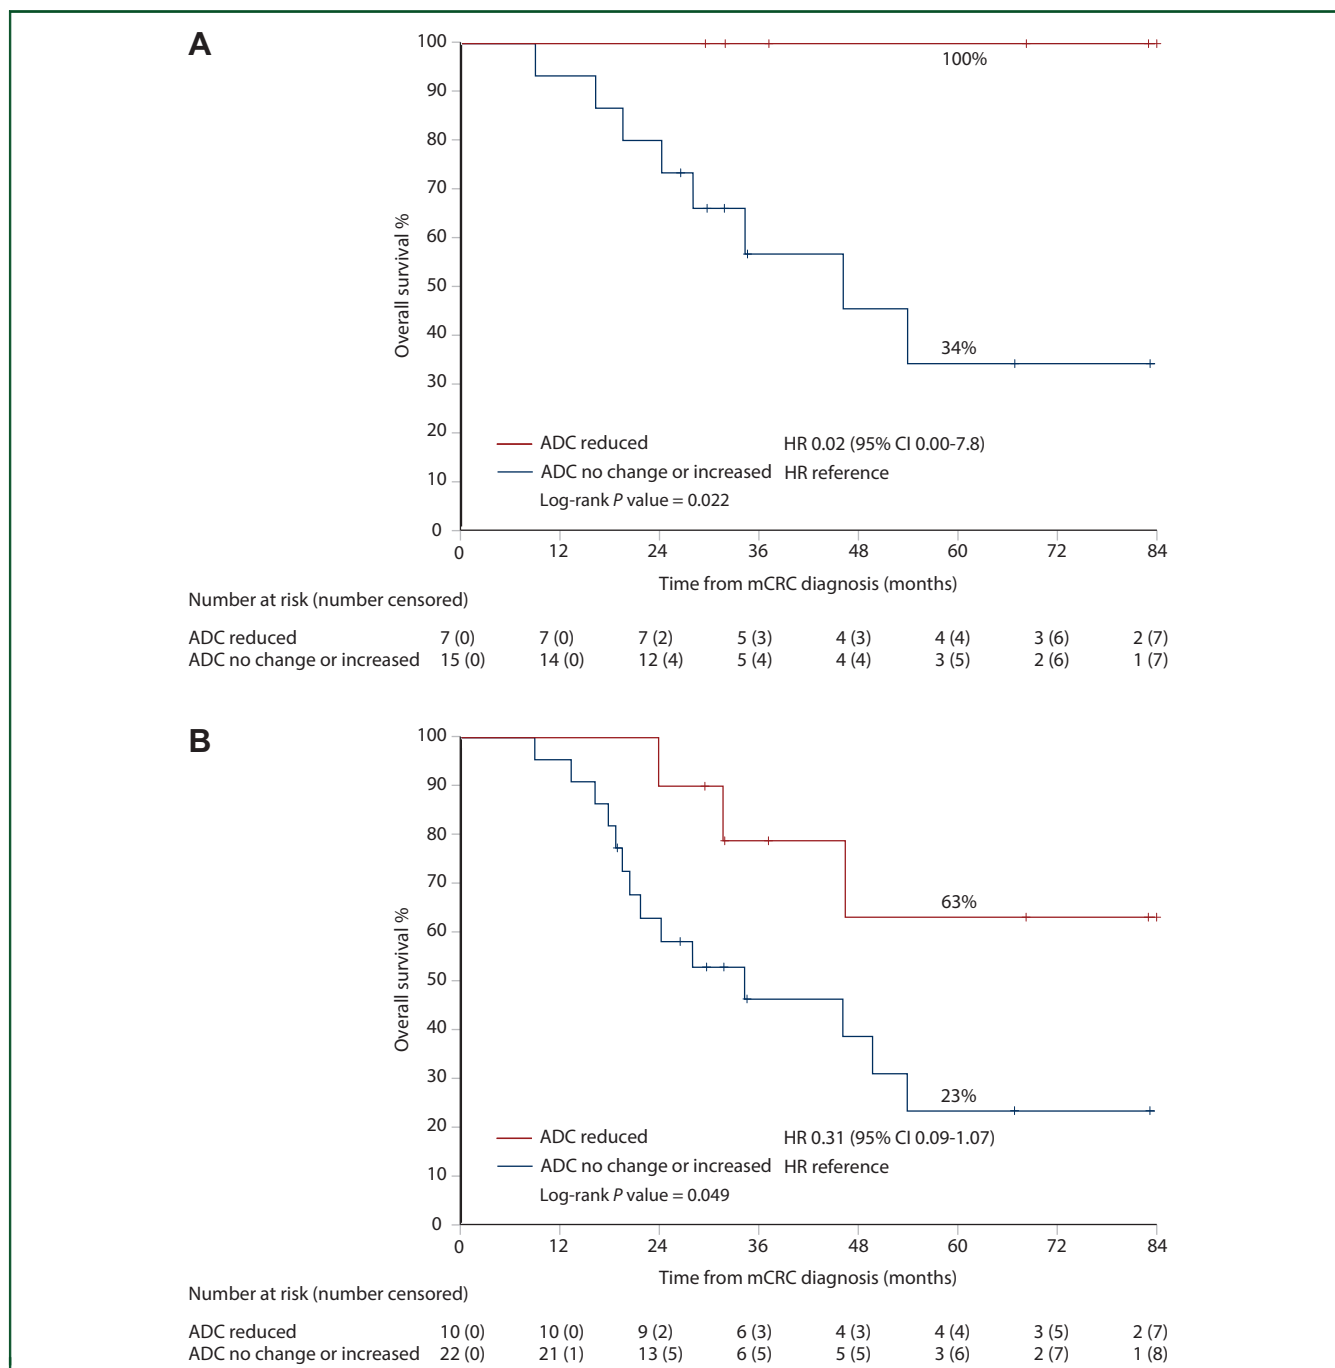 A
100
90
80
70
60
50
40
30
20
10
0
Overall survival %
100%
34%
ADC reduced HR 0.02 (95% CI 0.00-7.8)
ADC no change or increased HR reference
Log-rank P value = 0.022
0 12 24 36 48 60 72 84
Time from mCRC diagnosis (months)
Number at risk (number censored)
ADC reduced 7 (0) 7 (0) 7 (2) 5 (3) 4 (3) 4 (4) 3 (6) 2 (7)
ADC no change or increased 15 (0) 14 (0) 12 (4) 5 (4) 4 (4) 3 (5) 2 (6) 1 (7)
B
100
90
80
70
60
50
40
30
20
10
0
Overall survival %
63%
23%
ADC reduced HR 0.31 (95% CI 0.09-1.07)
ADC no change or increased HR reference
Log-rank P value = 0.049
0 12 24 36 48 60 72 84
Time from mCRC diagnosis (months)
Number at risk (number censored)
ADC reduced 10 (0) 10 (0) 9 (2) 6 (3) 4 (3) 4 (4) 3 (5) 2 (7)
ADC no change or increased 22 (0) 21 (1) 13 (5) 6 (5) 5 (5) 3 (6) 2 (7) 1 (8)